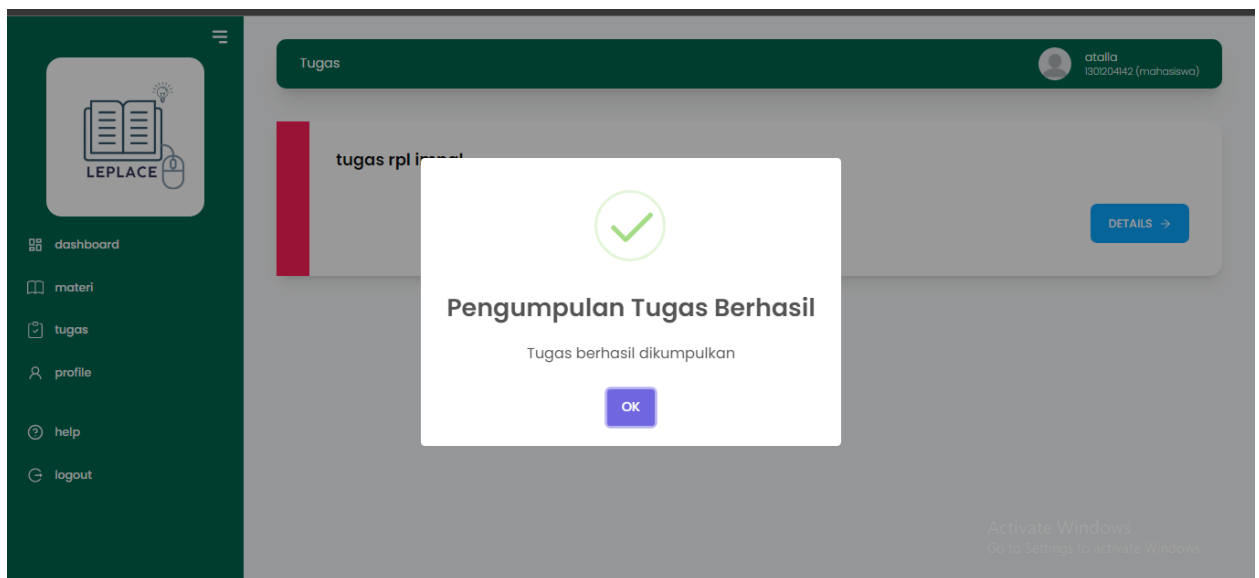 LEPLACE
dashboard
materi
tugas
profile
help
logout
Tugas
atalla
1301204142 (mahasiswa)
tugas rpl impal
DETAILS →
Pengumpulan Tugas Berhasil
Tugas berhasil dikumpulkan
OK
Activate Windows
Go to Settings to activate Windows.